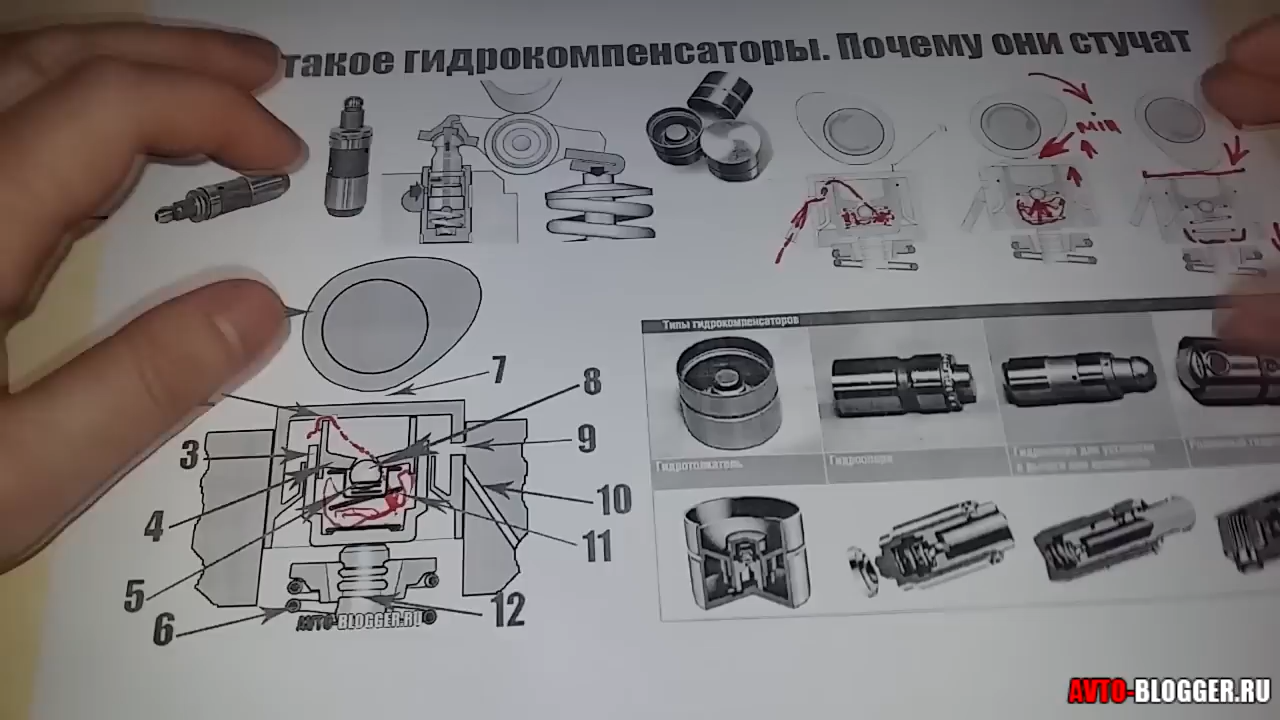 такое гидрокомпенсаторы. Почему они стучат
min
Типы гидрокомпенсаторов
7
8
3
9
4
10
11
5
6
12
AVTO-BLOGGER.RU
Гидротолкатель
Гидроопора
AVTO-BLOGGER.RU